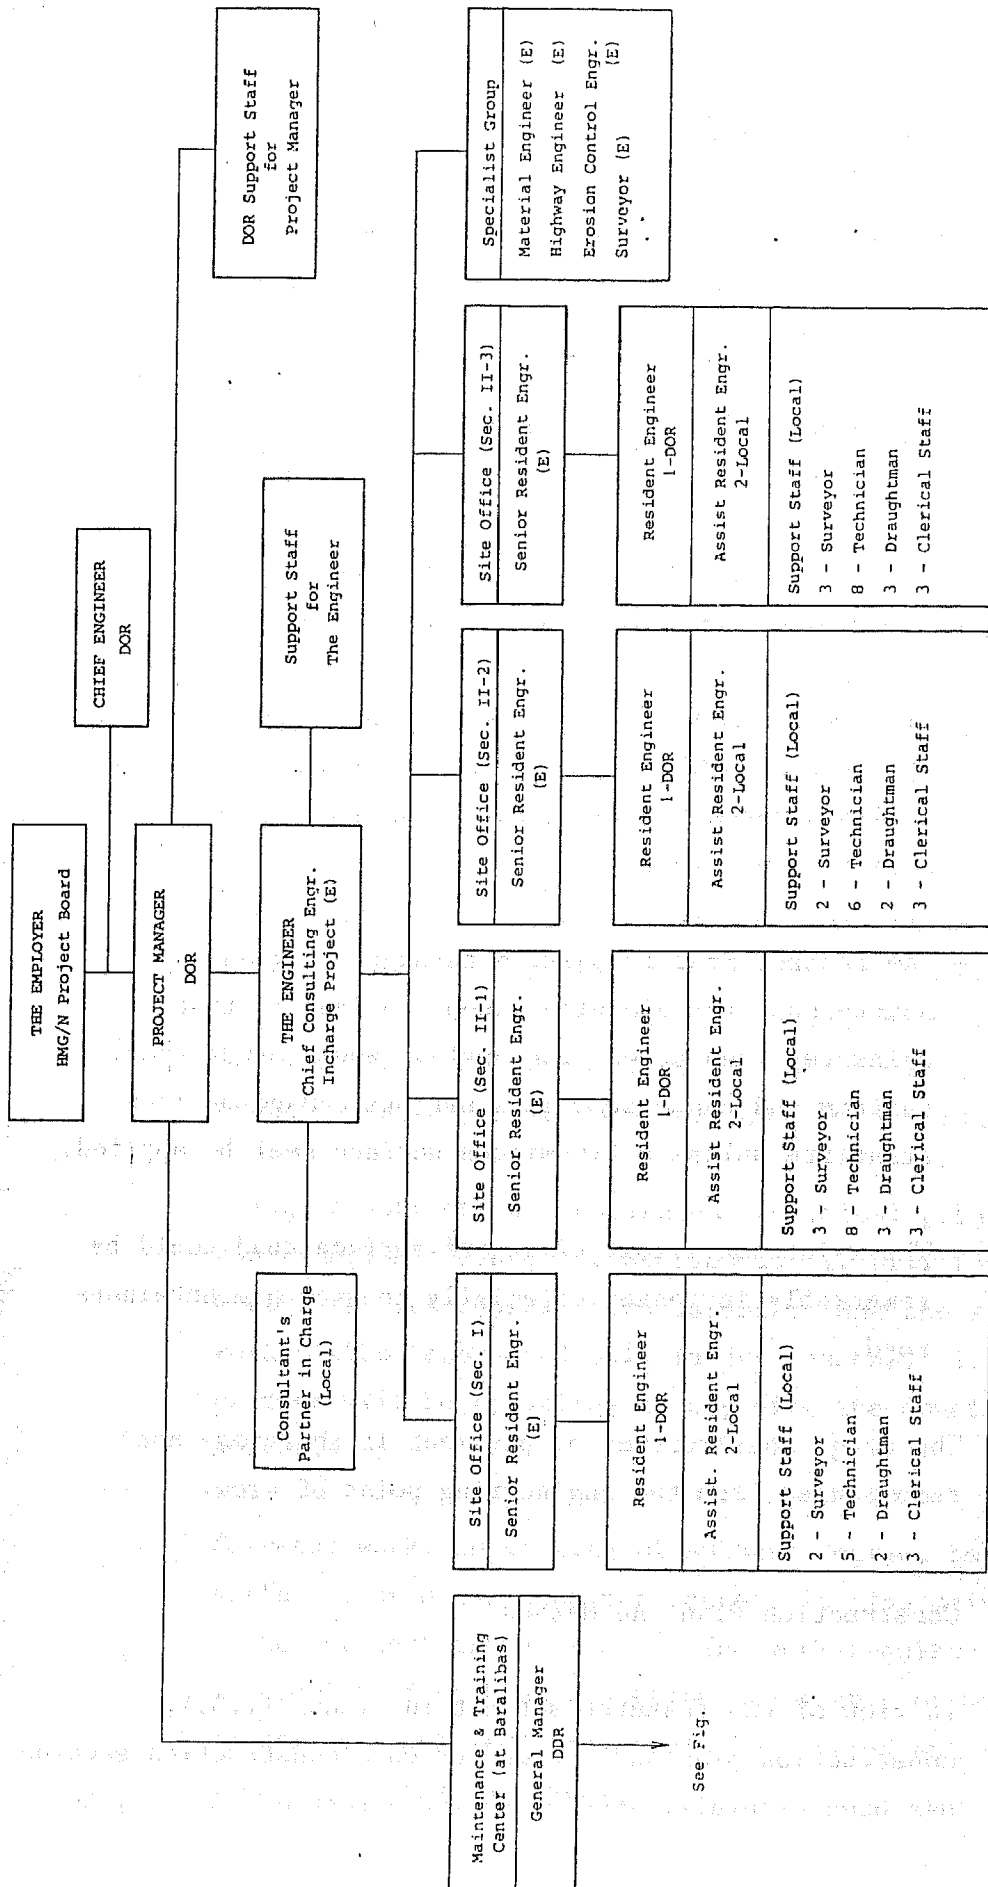 THE EMPLOYER
HMG/N Project Board
CHIEF ENGINEER
DOR
PROJECT MANAGER
DOR
DOR Support Staff
for
Project Manager
THE ENGINEER
Chief Consulting Engr.
Incharge Project (E)
Support Staff
for
The Engineer
Consultant's
Partner in Charge
(Local)
Maintenance & Training
Center (at Baralibas)
General Manager
DDR
See Fig.
Site Office (Sec. I)
Senior Resident Engr.
(E)
Resident Engineer
1-DOR
Assist. Resident Engr.
2-Local
Support Staff (Local)
2 - Surveyor
5 - Technician
2 - Draughtman
3 - Clerical Staff
Site Office (Sec. II-1)
Senior Resident Engr.
(E)
Resident Engineer
1-DOR
Assist Resident Engr.
2-Local
Support Staff (Local)
3 - Surveyor
8 - Technician
3 - Draughtman
3 - Clerical Staff
Site Office (Sec. II-2)
Senior Resident Engr.
(E)
Resident Engineer
1-DOR
Assist Resident Engr.
2-Local
Support Staff (Local)
2 - Surveyor
6 - Technician
2 - Draughtman
3 - Clerical Staff
Site Office (Sec. II-3)
Senior Resident Engr.
(E)
Resident Engineer
1-DOR
Assist Resident Engr.
2-Local
Support Staff (Local)
3 - Surveyor
8 - Technician
3 - Draughtman
3 - Clerical Staff
Specialist Group
Material Engineer (E)
Highway Engineer (E)
Erosion Control Engr.
(E)
Surveyor (E)